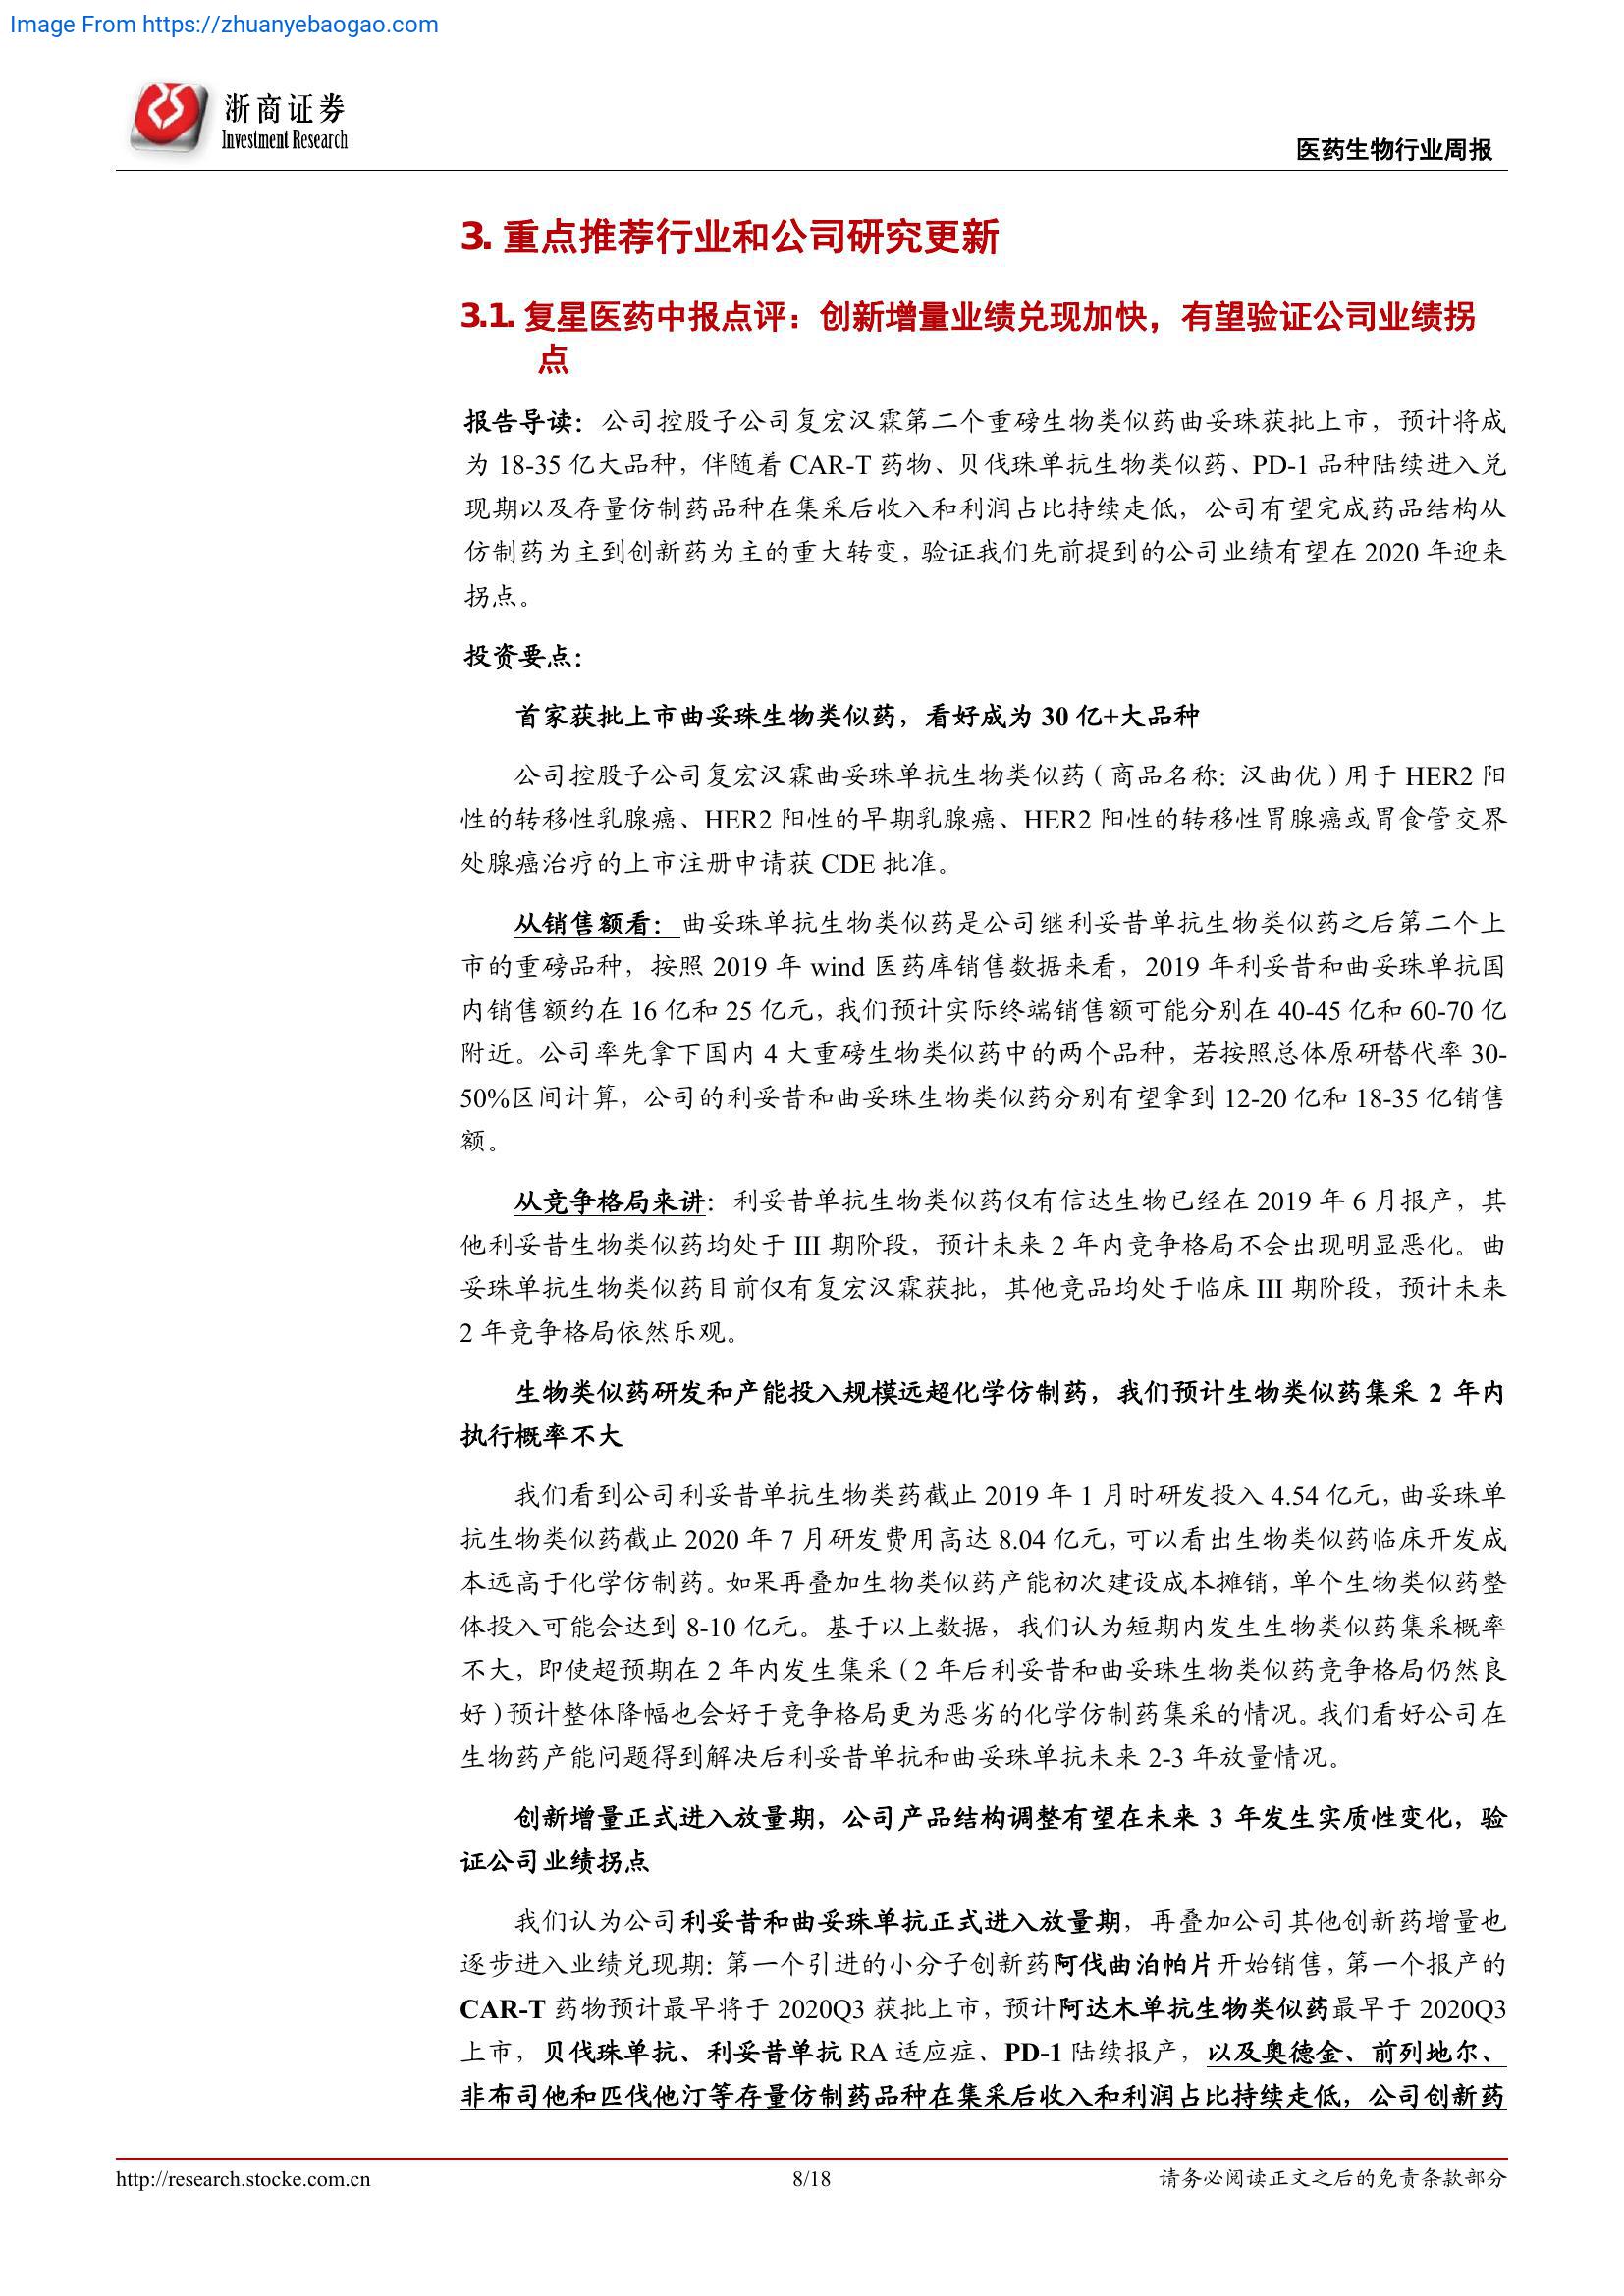 Image From https://zhuanyebaogao.com
浙商证券
Investment Research
医药生物行业周报
3. 重点推荐行业和公司研究更新
3.1. 复星医药中报点评：创新增量业绩兑现加快，有望验证公司业绩拐
点
报告导读：公司控股子公司复宏汉霖第二个重磅生物类似药曲妥珠获批上市，预计将成
为 18-35 亿大品种，伴随着 CAR-T 药物、贝伐珠单抗生物类似药、PD-1 品种陆续进入兑
现期以及存量仿制药品种在集采后收入和利润占比持续走低，公司有望完成药品结构从
仿制药为主到创新药为主的重大转变，验证我们先前提到的公司业绩有望在 2020 年迎来
拐点。
投资要点：
首家获批上市曲妥珠生物类似药，看好成为 30 亿+大品种
公司控股子公司复宏汉霖曲妥珠单抗生物类似药（商品名称：汉曲优）用于 HER2 阳
性的转移性乳腺癌、HER2 阳性的早期乳腺癌、HER2 阳性的转移性胃腺癌或胃食管交界
处腺癌治疗的上市注册申请获 CDE 批准。
从销售额看：曲妥珠单抗生物类似药是公司继利妥昔单抗生物类似药之后第二个上
市的重磅品种，按照 2019 年 wind 医药库销售数据来看，2019 年利妥昔和曲妥珠单抗国
内销售额约在 16 亿和 25 亿元，我们预计实际终端销售额可能分别在 40-45 亿和 60-70 亿
附近。公司率先拿下国内 4 大重磅生物类似药中的两个品种，若按照总体原研替代率 30-
50%区间计算，公司的利妥昔和曲妥珠生物类似药分别有望拿到 12-20 亿和 18-35 亿销售
额。
从竞争格局来讲：利妥昔单抗生物类似药仅有信达生物已经在 2019 年 6 月报产，其
他利妥昔生物类似药均处于 III 期阶段，预计未来 2 年内竞争格局不会出现明显恶化。曲
妥珠单抗生物类似药目前仅有复宏汉霖获批，其他竞品均处于临床 III 期阶段，预计未来
2 年竞争格局依然乐观。
生物类似药研发和产能投入规模远超化学仿制药，我们预计生物类似药集采 2 年内
执行概率不大
我们看到公司利妥昔单抗生物类药截止 2019 年 1 月时研发投入 4.54 亿元，曲妥珠单
抗生物类似药截止 2020 年 7 月研发费用高达 8.04 亿元，可以看出生物类似药临床开发成
本远高于化学仿制药。如果再叠加生物类似药产能初次建设成本摊销，单个生物类似药整
体投入可能会达到 8-10 亿元。基于以上数据，我们认为短期内发生生物类似药集采概率
不大，即使超预期在 2 年内发生集采（2 年后利妥昔和曲妥珠生物类似药竞争格局仍然良
好）预计整体降幅也会好于竞争格局更为恶劣的化学仿制药集采的情况。我们看好公司在
生物药产能问题得到解决后利妥昔单抗和曲妥珠单抗未来 2-3 年放量情况。
创新增量正式进入放量期，公司产品结构调整有望在未来 3 年发生实质性变化，验
证公司业绩拐点
我们认为公司利妥昔和曲妥珠单抗正式进入放量期，再叠加公司其他创新药增量也
逐步进入业绩兑现期：第一个引进的小分子创新药阿伐曲泊帕片开始销售，第一个报产的
CAR-T 药物预计最早将于 2020Q3 获批上市，预计阿达木单抗生物类似药最早于 2020Q3
上市，贝伐珠单抗、利妥昔单抗 RA 适应症、PD-1 陆续报产，以及奥德金、前列地尔、
非布司他和匹伐他汀等存量仿制药品种在集采后收入和利润占比持续走低，公司创新药
http://research.stocke.com.cn
8/18
请务必阅读正文之后的免责条款部分